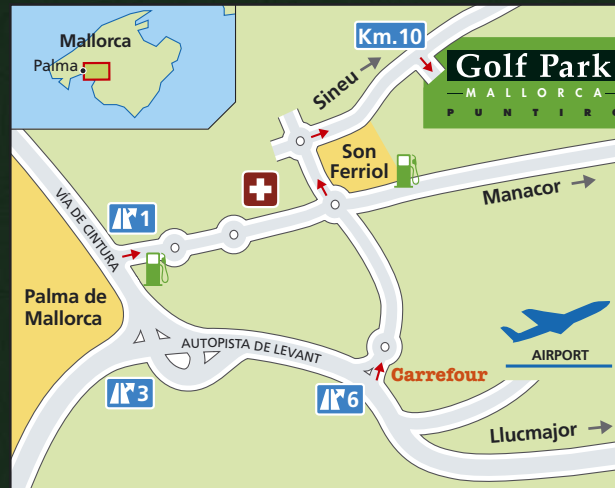 Mallorca
Palma
Km.10
Golf Park
MALLORCA
PUNTIRO
Sineu
Son
Ferriol
Manacor
VÍA DE CINTURA
1
Palma de
Mallorca
AUTOPISTA DE LEVANT
AIRPORT
3
6
Carrefour
Llucmajor